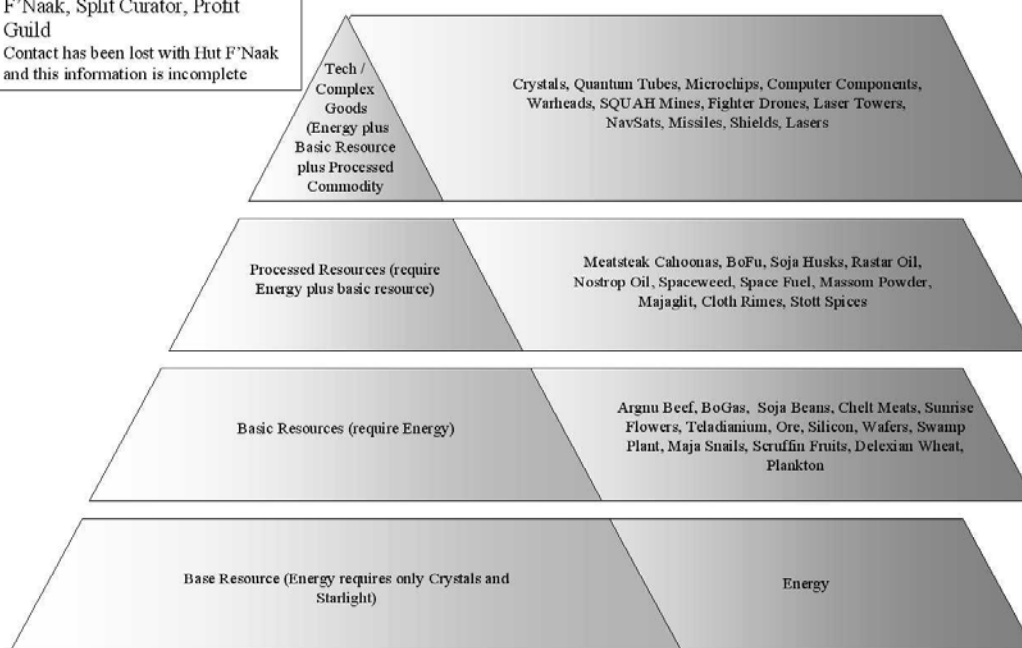 F'Naak, Split Curator, Profit
Guild
Contact has been lost with Hut F'Naak
and this information is incomplete
Tech /
Complex
Goods
(Energy plus
Basic Resource
plus Processed
Commodity
Crystals, Quantum Tubes, Microchips, Computer Components,
Warheads, SQUAH Mines, Fighter Drones, Laser Towers,
NavSats, Missiles, Shields, Lasers
Processed Resources (require
Energy plus basic resource)
Meatsteak Cahoonas, BoFu, Soja Husks, Rastar Oil,
Nostrop Oil, Spaceweed, Space Fuel, Massom Powder,
Majaglit, Cloth Rimes, Stott Spices
Basic Resources (require Energy)
Argnu Beef, BoGas, Soja Beans, Chelt Meats, Sunrise
Flowers, Teladianium, Ore, Silicon, Wafers, Swamp
Plant, Maja Snails, Scruffin Fruits, Delexian Wheat,
Plankton
Base Resource (Energy requires only Crystals and
Starlight)
Energy